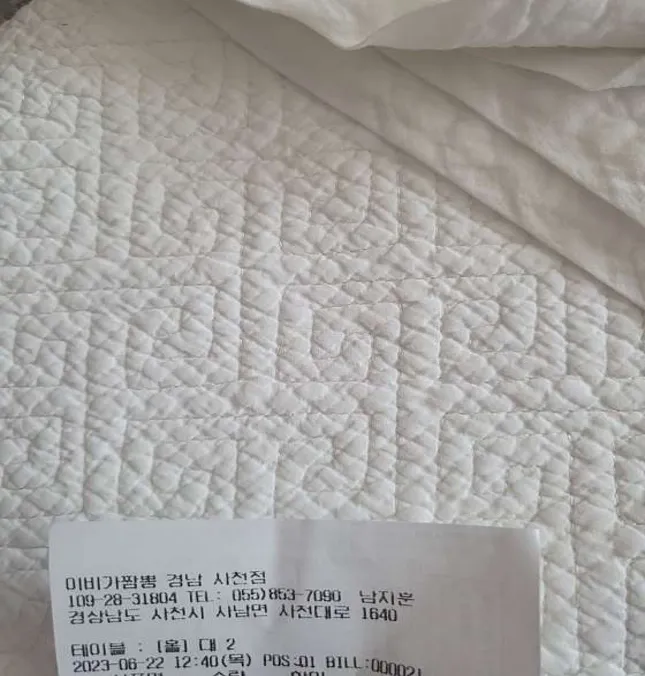 이비가짬뽕 경남 사천점
109-28-31804 TEL: 055)853-7090 남지훈
경상남도 사천시 사남면 사천대로 1640
테이블 : [홀] 대 2
2023-06-22 12:40(목) POS:01 BILL:000021